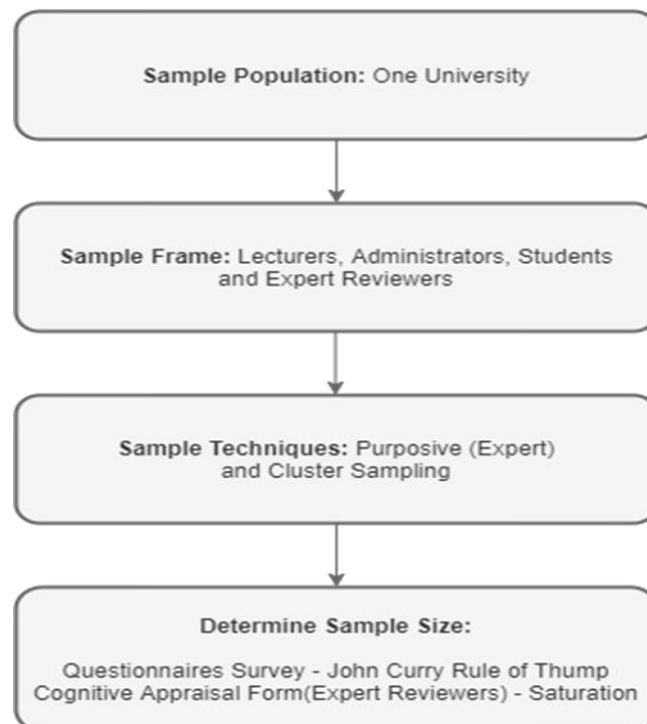 Sample Population: One University
Sample Frame: Lecturers, Administrators, Students
and Expert Reviewers
Sample Techniques: Purposive (Expert)
and Cluster Sampling
Determine Sample Size:
Questionnaires Survey - John Curry Rule of Thump
Cognitive Appraisal Form(Expert Reviewers) - Saturation